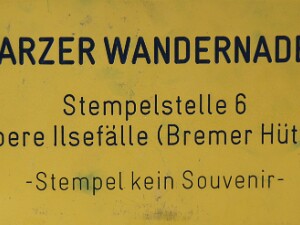 ARZER WANDERNADE
Stempelstelle 6
bere Ilsefälle (Bremer Hüt
-Stempel kein Souvenir-